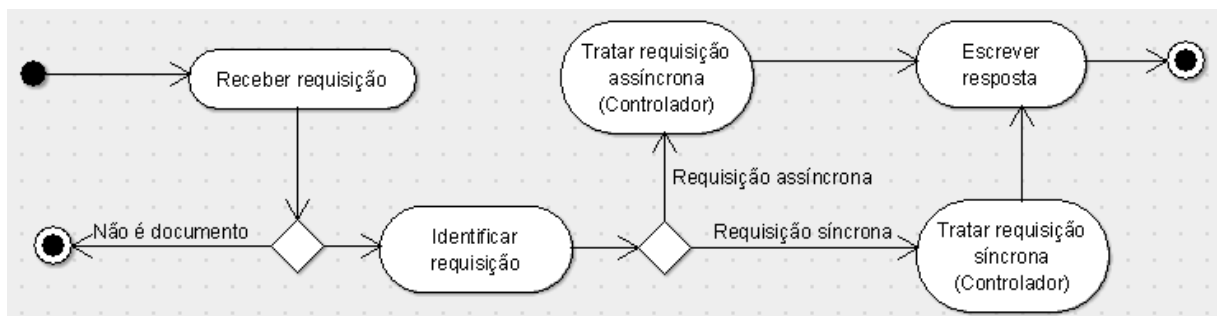 Receber requisição
Tratar requisição
assíncrona
(Controlador)
Escrever
resposta
Requisição assíncrona
Não é documento
Identificar
requisição
Requisição síncrona
Tratar requisição
síncrona
(Controlador)